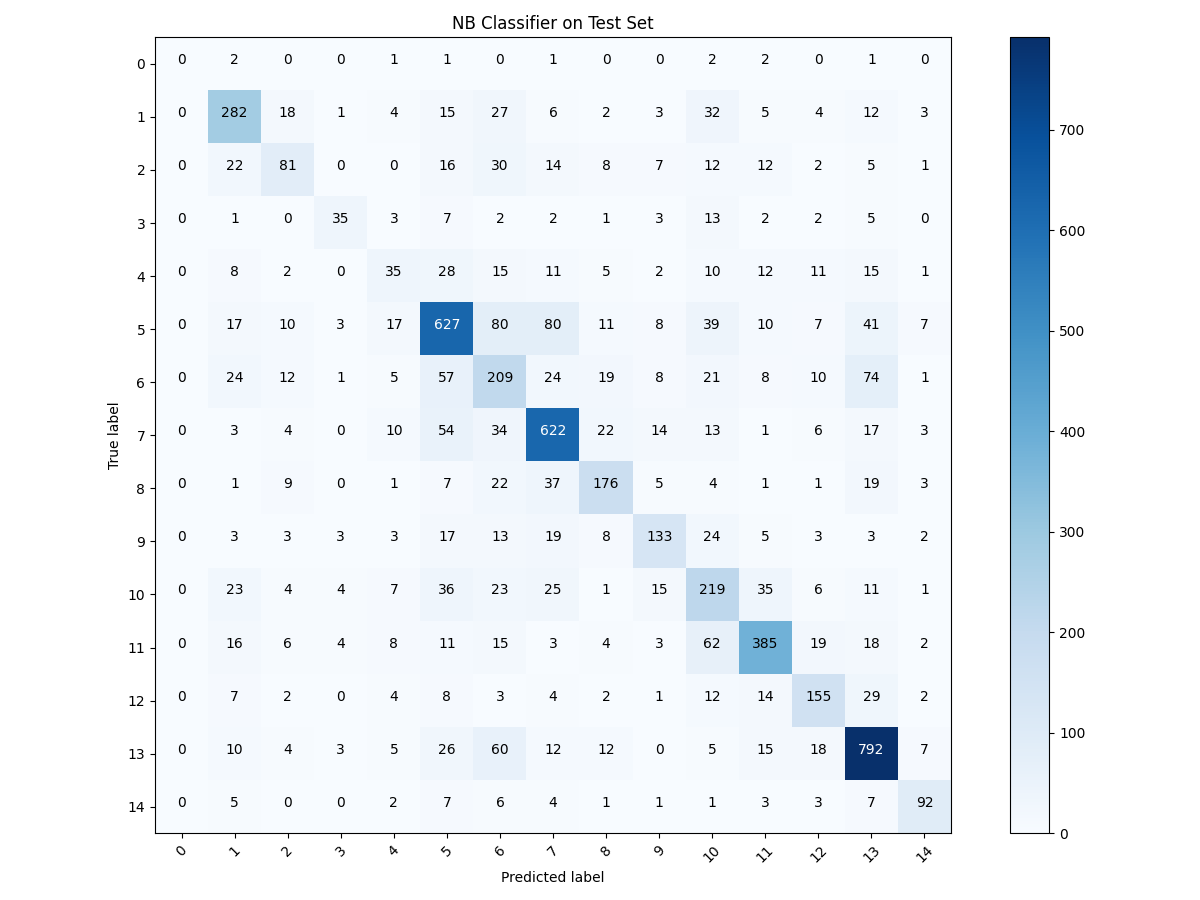 NB Classifier on Test Set
0 0 2 0 0 1 1 0 1 0 0 2 2 0 1 0
1 0 282 18 1 4 15 27 6 2 3 32 5 4 12 3
2 0 22 81 0 0 16 30 14 8 7 12 12 2 5 1
3 0 1 0 35 3 7 2 2 1 3 13 2 2 5 0
4 0 8 2 0 35 28 15 11 5 2 10 12 11 15 1
5 0 17 10 3 17 627 80 80 11 8 39 10 7 41 7
6 0 24 12 1 5 57 209 24 19 8 21 8 10 74 1
7 0 3 4 0 10 54 34 622 22 14 13 1 6 17 3
8 0 1 9 0 1 7 22 37 176 5 4 1 1 19 3
9 0 3 3 3 3 17 13 19 8 133 24 5 3 3 2
10 0 23 4 4 7 36 23 25 1 15 219 35 6 11 1
11 0 16 6 4 8 11 15 3 4 3 62 385 19 18 2
12 0 7 2 0 4 8 3 4 2 1 12 14 155 29 2
13 0 10 4 3 5 26 60 12 12 0 5 15 18 792 7
14 0 5 0 0 2 7 6 4 1 1 1 3 3 7 92
0 1 2 3 4 5 6 7 8 9 10 11 12 13 14
Predicted label
True label
700
600
500
400
300
200
100
0